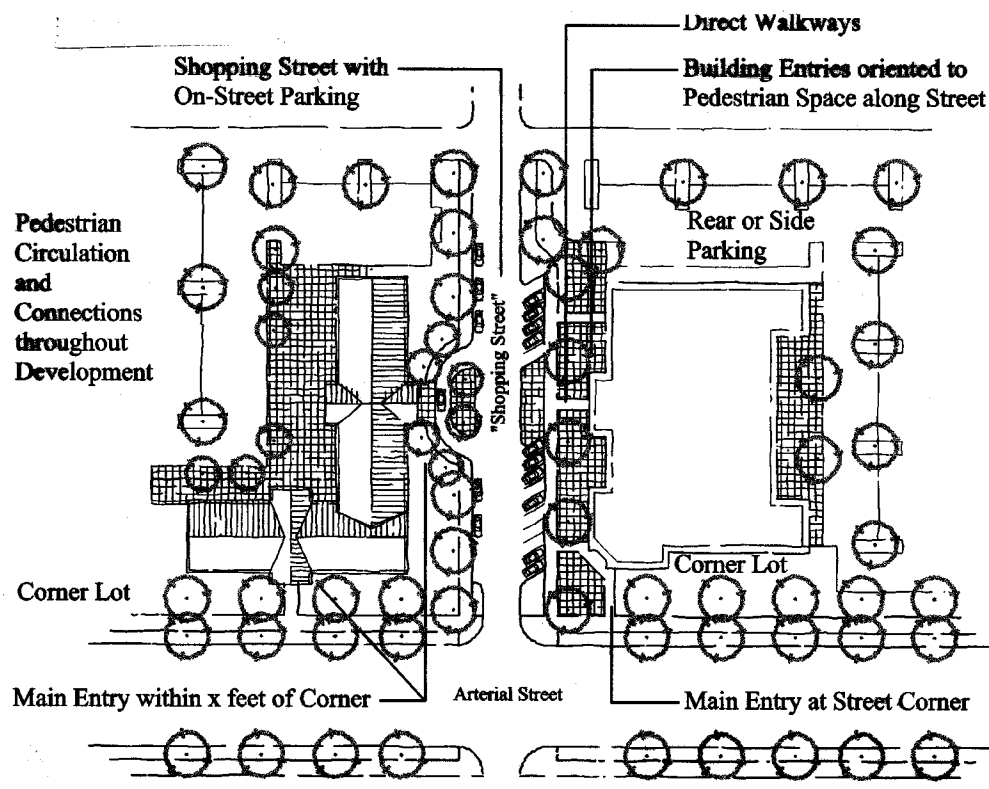 Direct Walkways
Shopping Street with
On-Street Parking
Building Entries oriented to
Pedestrian Space along Street
Pedestrian
Circulation
and
Connections
throughout
Development
Rear or Side
Parking
"Shopping Street"
Corner Lot
Corner Lot
Main Entry within x feet of Corner
Arterial Street
Main Entry at Street Corner